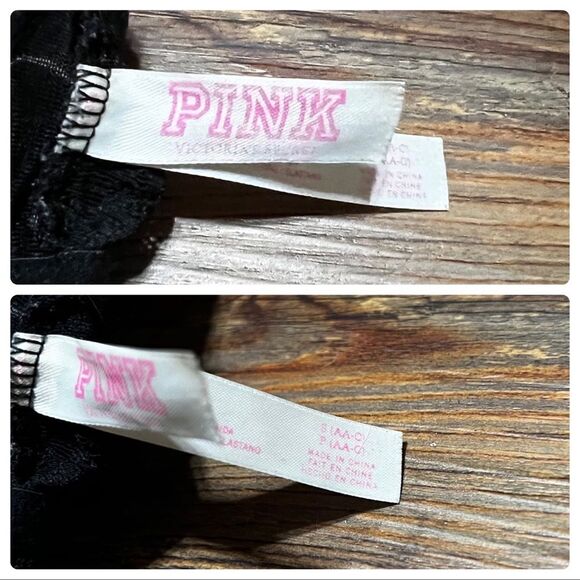 PINK
VICTORIA'S SECRET
ELASTANO
A-C)
(AA-C)
MADE IN CHINA
FAIT EN CHINE
HECHO EN CHINA
PINK
S (AA-C)
P (AA-C)
ELASTANO
MADE IN CHINA
FAIT EN CHINE
HECHO EN CHINA